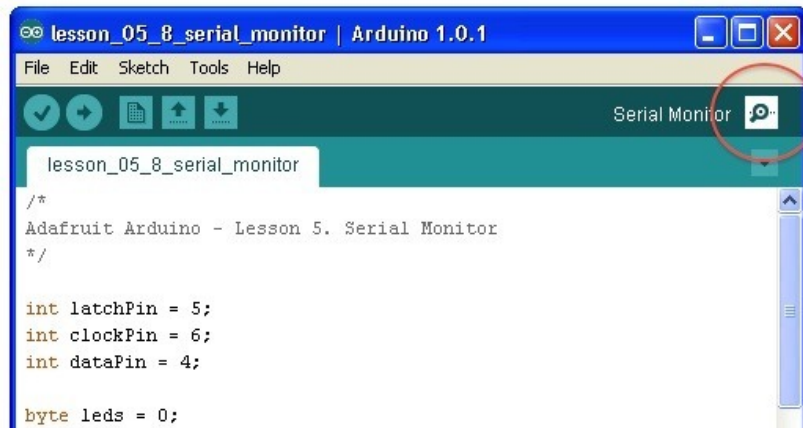 lesson_05_8_serial_monitor | Arduino 1.0.1
File Edit Sketch Tools Help
Serial Monitor
lesson_05_8_serial_monitor
/*
Adafruit Arduino - Lesson 5. Serial Monitor
*/
int latchPin = 5;
int clockPin = 6;
int dataPin = 4;
byte leds = 0;